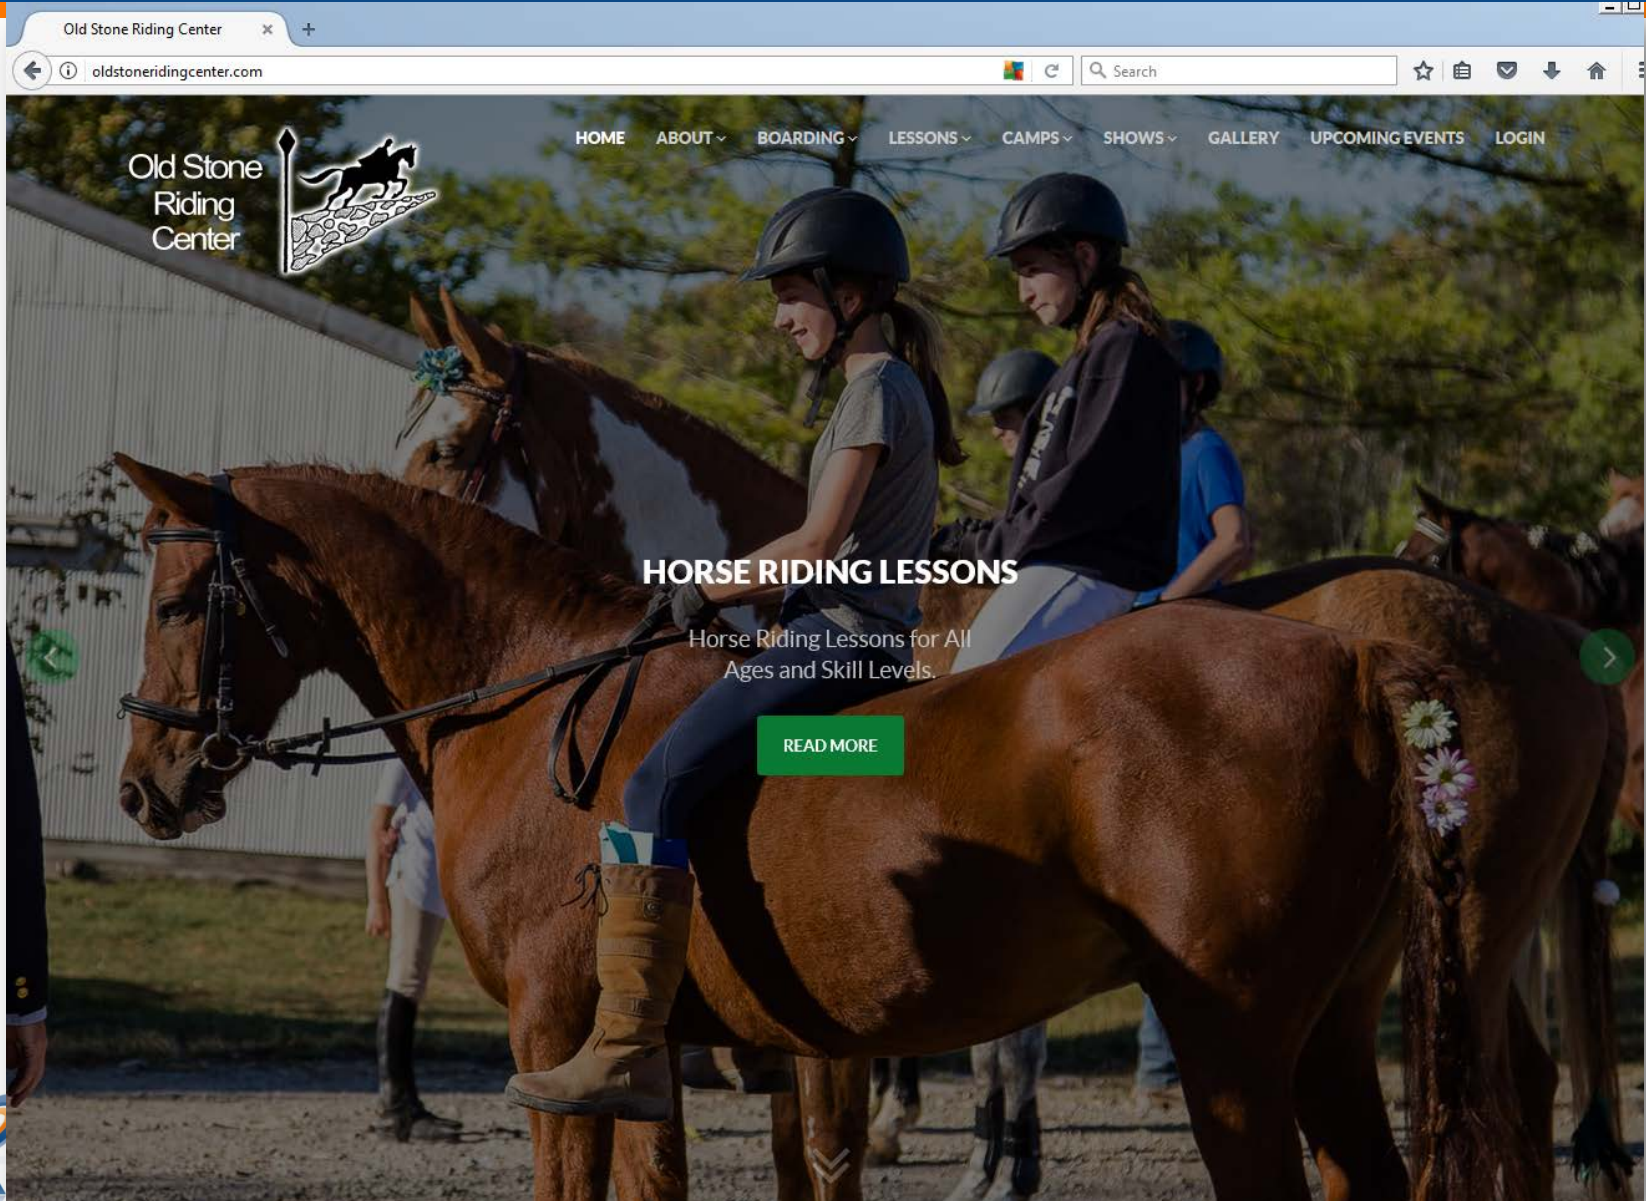 Old Stone Riding Center
oldstoneridingcenter.com
Search
Old Stone
Riding
Center
HOME ABOUT BOARDING LESSONS CAMPS SHOWS GALLERY UPCOMING EVENTS LOGIN
HORSE RIDING LESSONS
Horse Riding Lessons for All
Ages and Skill Levels.
READ MORE